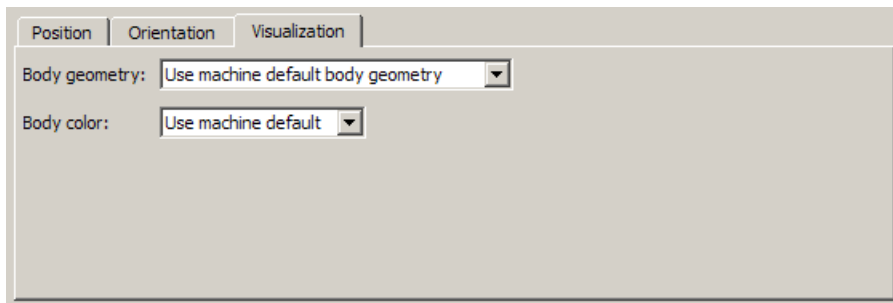 Position Orientation Visualization
Body geometry: Use machine default body geometry
Body color: Use machine default